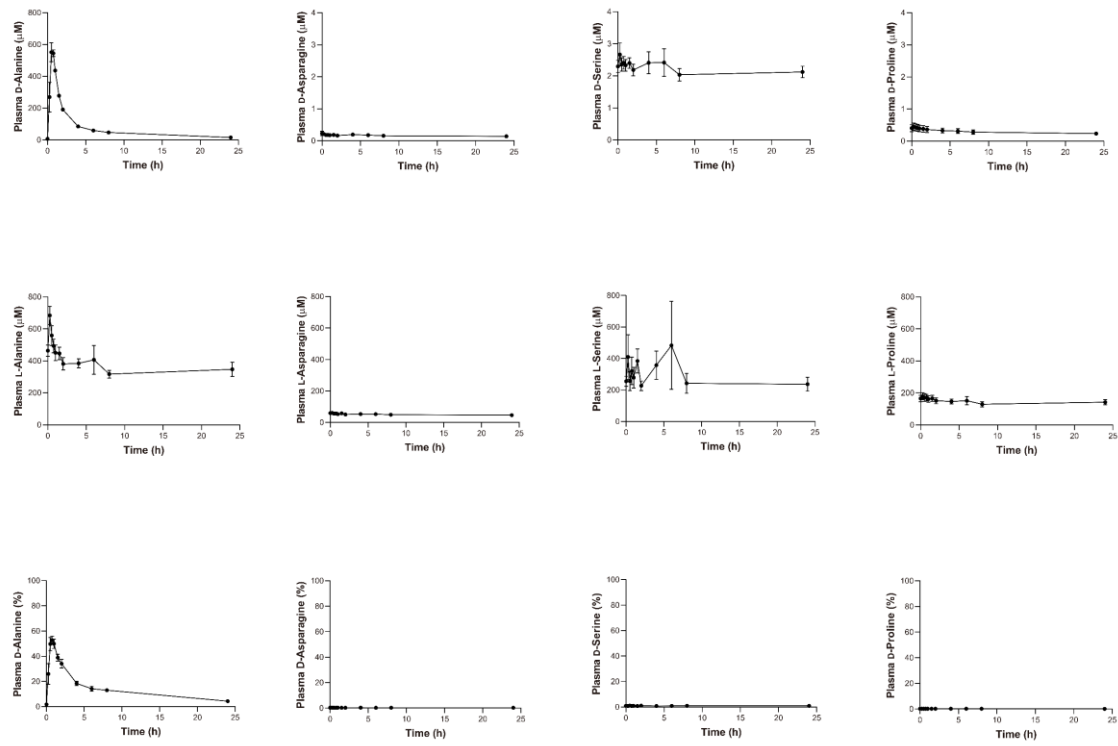 Plasma D-Alanine (μM)
800
600
400
200
0
0 5 10 15 20 25
Time (h)
Plasma D-Asparagine (μM)
4
3
2
1
0
0 5 10 15 20 25
Time (h)
Plasma D-Serine (μM)
4
3
2
1
0
0 5 10 15 20 25
Time (h)
Plasma D-Proline (μM)
4
3
2
1
0
0 5 10 15 20 25
Time (h)
Plasma L-Alanine (μM)
800
600
400
200
0
0 5 10 15 20 25
Time (h)
Plasma L-Asparagine (μM)
800
600
400
200
0
0 5 10 15 20 25
Time (h)
Plasma L-Serine (μM)
800
600
400
200
0
0 5 10 15 20 25
Time (h)
Plasma L-Proline (μM)
800
600
400
200
0
0 5 10 15 20 25
Time (h)
Plasma D-Alanine (%)
100
80
60
40
20
0
0 5 10 15 20 25
Time (h)
Plasma D-Asparagine (%)
100
80
60
40
20
0
0 5 10 15 20 25
Time (h)
Plasma D-Serine (%)
100
80
60
40
20
0
0 5 10 15 20 25
Time (h)
Plasma D-Proline (%)
100
80
60
40
20
0
0 5 10 15 20 25
Time (h)